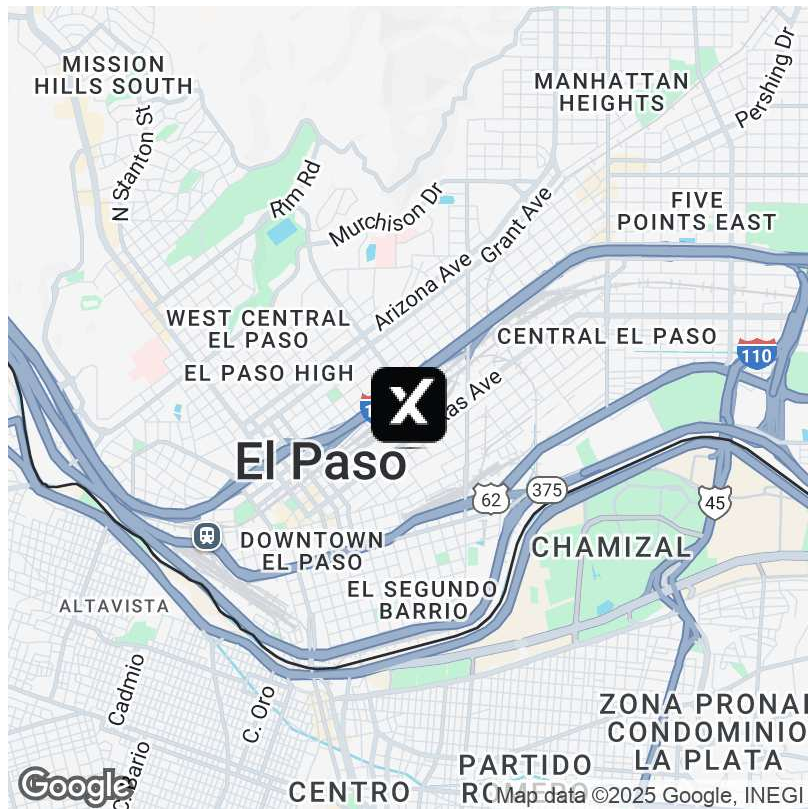 MISSION
HILLS SOUTH
N Stanton St
Rim Rd
Murchison Dr
Arizona Ave
Grant Ave
MANHATTAN
HEIGHTS
Pershing Dr
FIVE
POINTS EAST
WEST CENTRAL
EL PASO
EL PASO HIGH
CENTRAL EL PASO
110
X
Ave
El Paso
62
375
45
DOWNTOWN
EL PASO
CHAMIZAL
EL SEGUNDO
BARRIO
ALTAVISTA
Cadmio
C. Oro
C. Bario
ZONA PRONA
CONDOMINIO
LA PLATA
PARTIDO
CENTRO
Google
Map data ©2025 Google, INEGI